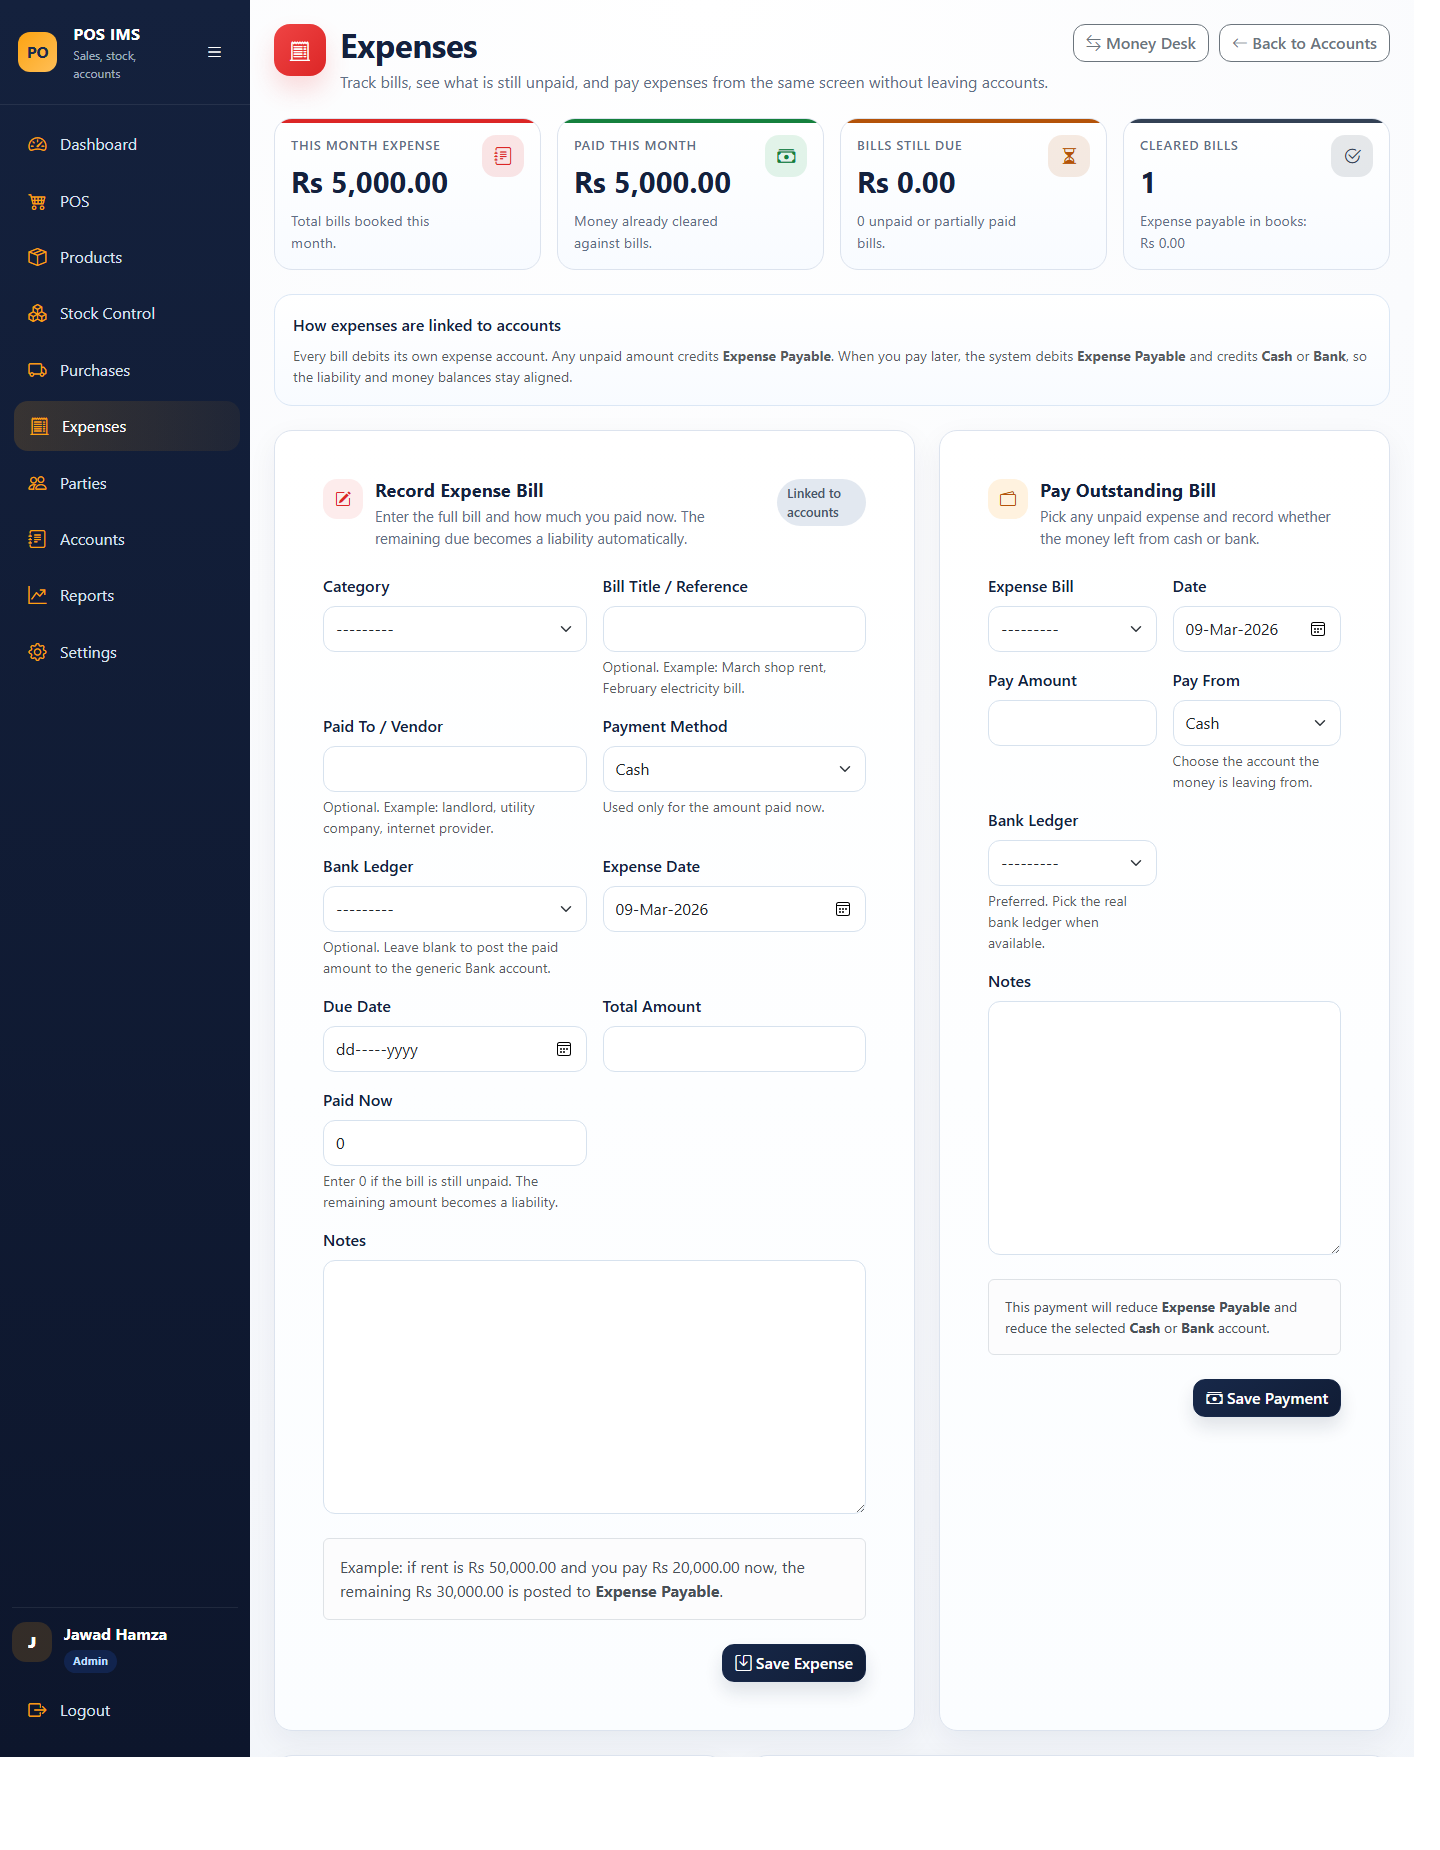 PO
POS IMS
Sales, stock,
accounts
Dashboard
POS
Products
Stock Control
Purchases
Expenses
Parties
Accounts
Reports
Settings
J
Jawad Hamza
Admin
Logout
Expenses
Track bills, see what is still unpaid, and pay expenses from the same screen without leaving accounts.
Money Desk
Back to Accounts
THIS MONTH EXPENSE
Rs 5,000.00
Total bills booked this
month.
PAID THIS MONTH
Rs 5,000.00
Money already cleared
against bills.
BILLS STILL DUE
Rs 0.00
0 unpaid or partially paid
bills.
CLEARED BILLS
1
Expense payable in books:
Rs 0.00
How expenses are linked to accounts
Every bill debits its own expense account. Any unpaid amount credits Expense Payable. When you pay later, the system debits Expense Payable and credits Cash or Bank, so
the liability and money balances stay aligned.
Record Expense Bill
Enter the full bill and how much you paid now. The
remaining due becomes a liability automatically.
Linked to
accounts
Category
---------
Bill Title / Reference
Optional. Example: March shop rent,
February electricity bill.
Paid To / Vendor
Optional. Example: landlord, utility
company, internet provider.
Payment Method
Cash
Used only for the amount paid now.
Bank Ledger
---------
Optional. Leave blank to post the paid
amount to the generic Bank account.
Expense Date
09-Mar-2026
Due Date
dd-----yyyy
Total Amount
Paid Now
0
Enter 0 if the bill is still unpaid. The
remaining amount becomes a liability.
Notes
Example: if rent is Rs 50,000.00 and you pay Rs 20,000.00 now, the
remaining Rs 30,000.00 is posted to Expense Payable.
Save Expense
Pay Outstanding Bill
Pick any unpaid expense and record whether
the money left from cash or bank.
Expense Bill
---------
Date
09-Mar-2026
Pay Amount
Pay From
Cash
Choose the account the
money is leaving from.
Bank Ledger
---------
Preferred. Pick the real
bank ledger when
available.
Notes
This payment will reduce Expense Payable and
reduce the selected Cash or Bank account.
Save Payment